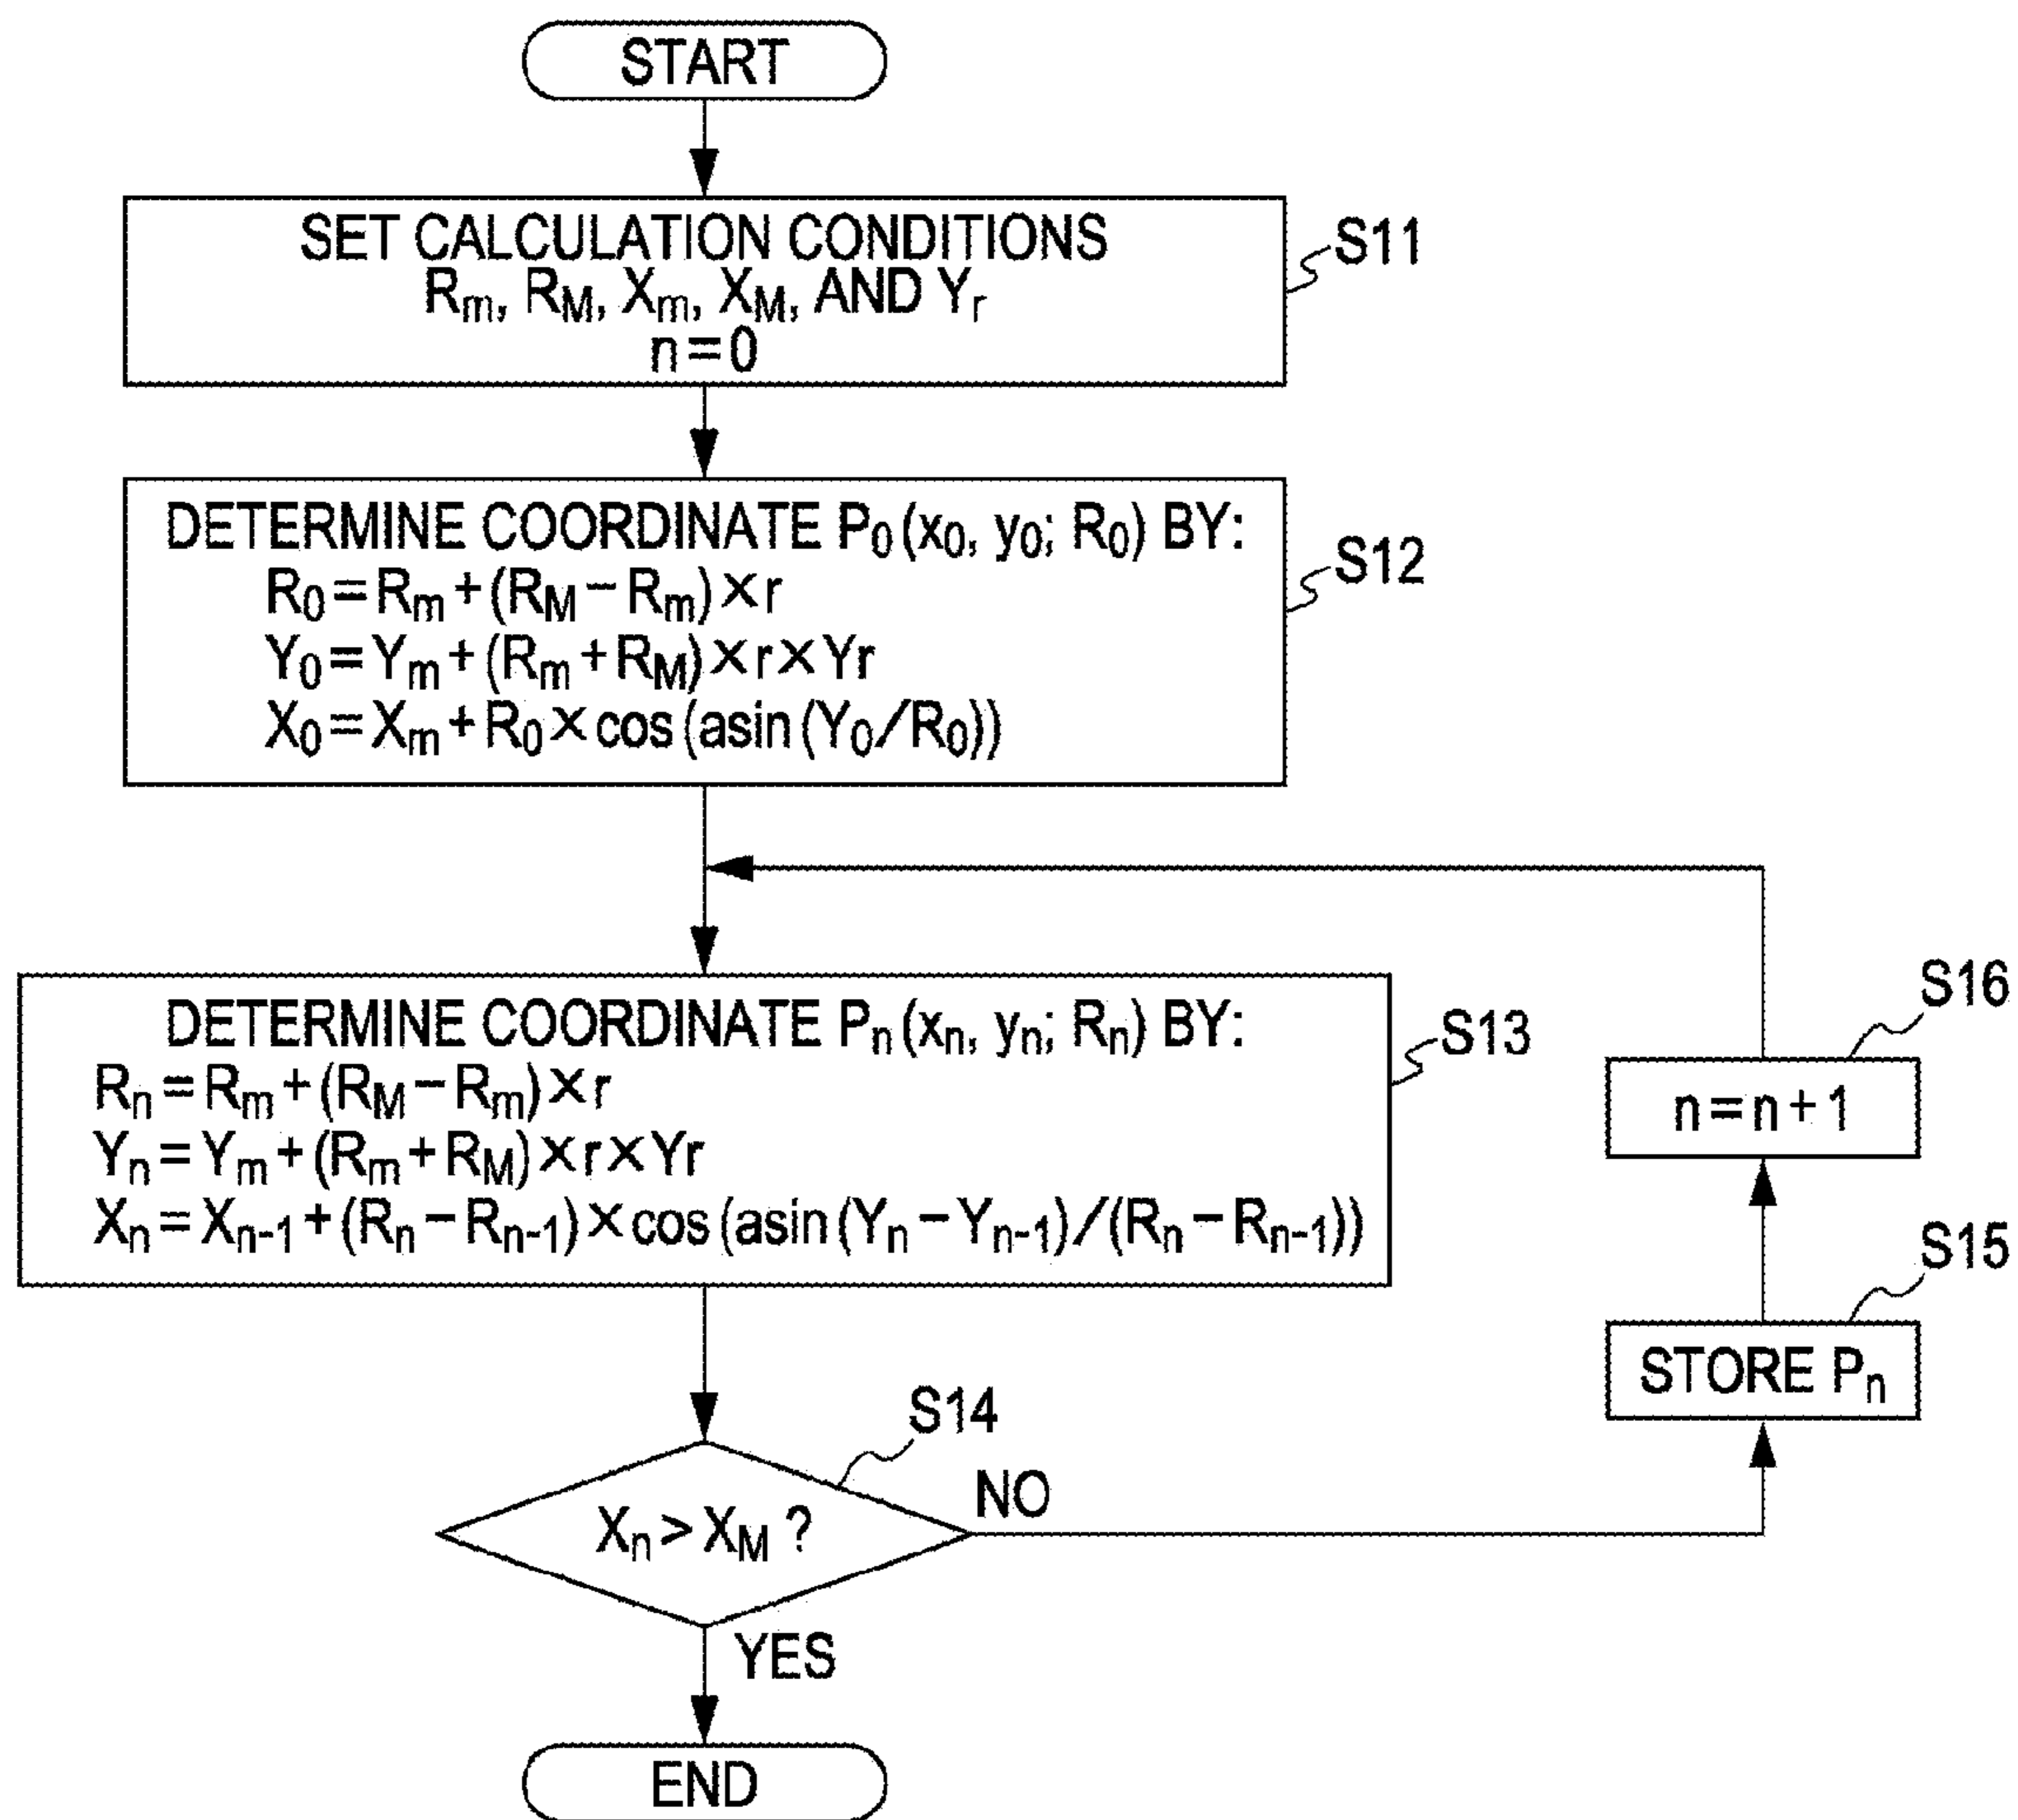 START
SET CALCULATION CONDITIONS
Rm, RM, Xm, XM, AND Yr
n=0
S11
DETERMINE COORDINATE P0(x0, y0; R0) BY:
R0=Rm+(RM−Rm)×r
Y0=Ym+(Rm+RM)×r×Yr
X0=Xm+R0×cos(asin(Y0/R0))
S12
DETERMINE COORDINATE Pn(xn, yn; Rn) BY:
Rn=Rm+(RM−Rm)×r
Yn=Ym+(Rm+RM)×r×Yr
Xn=Xn-1+(Rn−Rn-1)×cos(asin(Yn−Yn-1)/(Rn−Rn-1))
S13
Xn>XM?
S14
NO
YES
STORE Pn
S15
n=n+1
S16
END